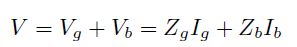 V = V_g + V_b = Z_g I_g + Z_b I_b